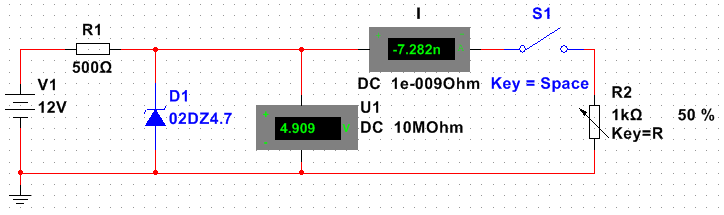 I
S1
R1
-7.282n
500Ω
DC 1e-009Ohm
Key = Space
V1
12V
D1
02DZ4.7
U1
4.909 V
DC 10MOhm
R2
1kΩ
50 %
Key=R